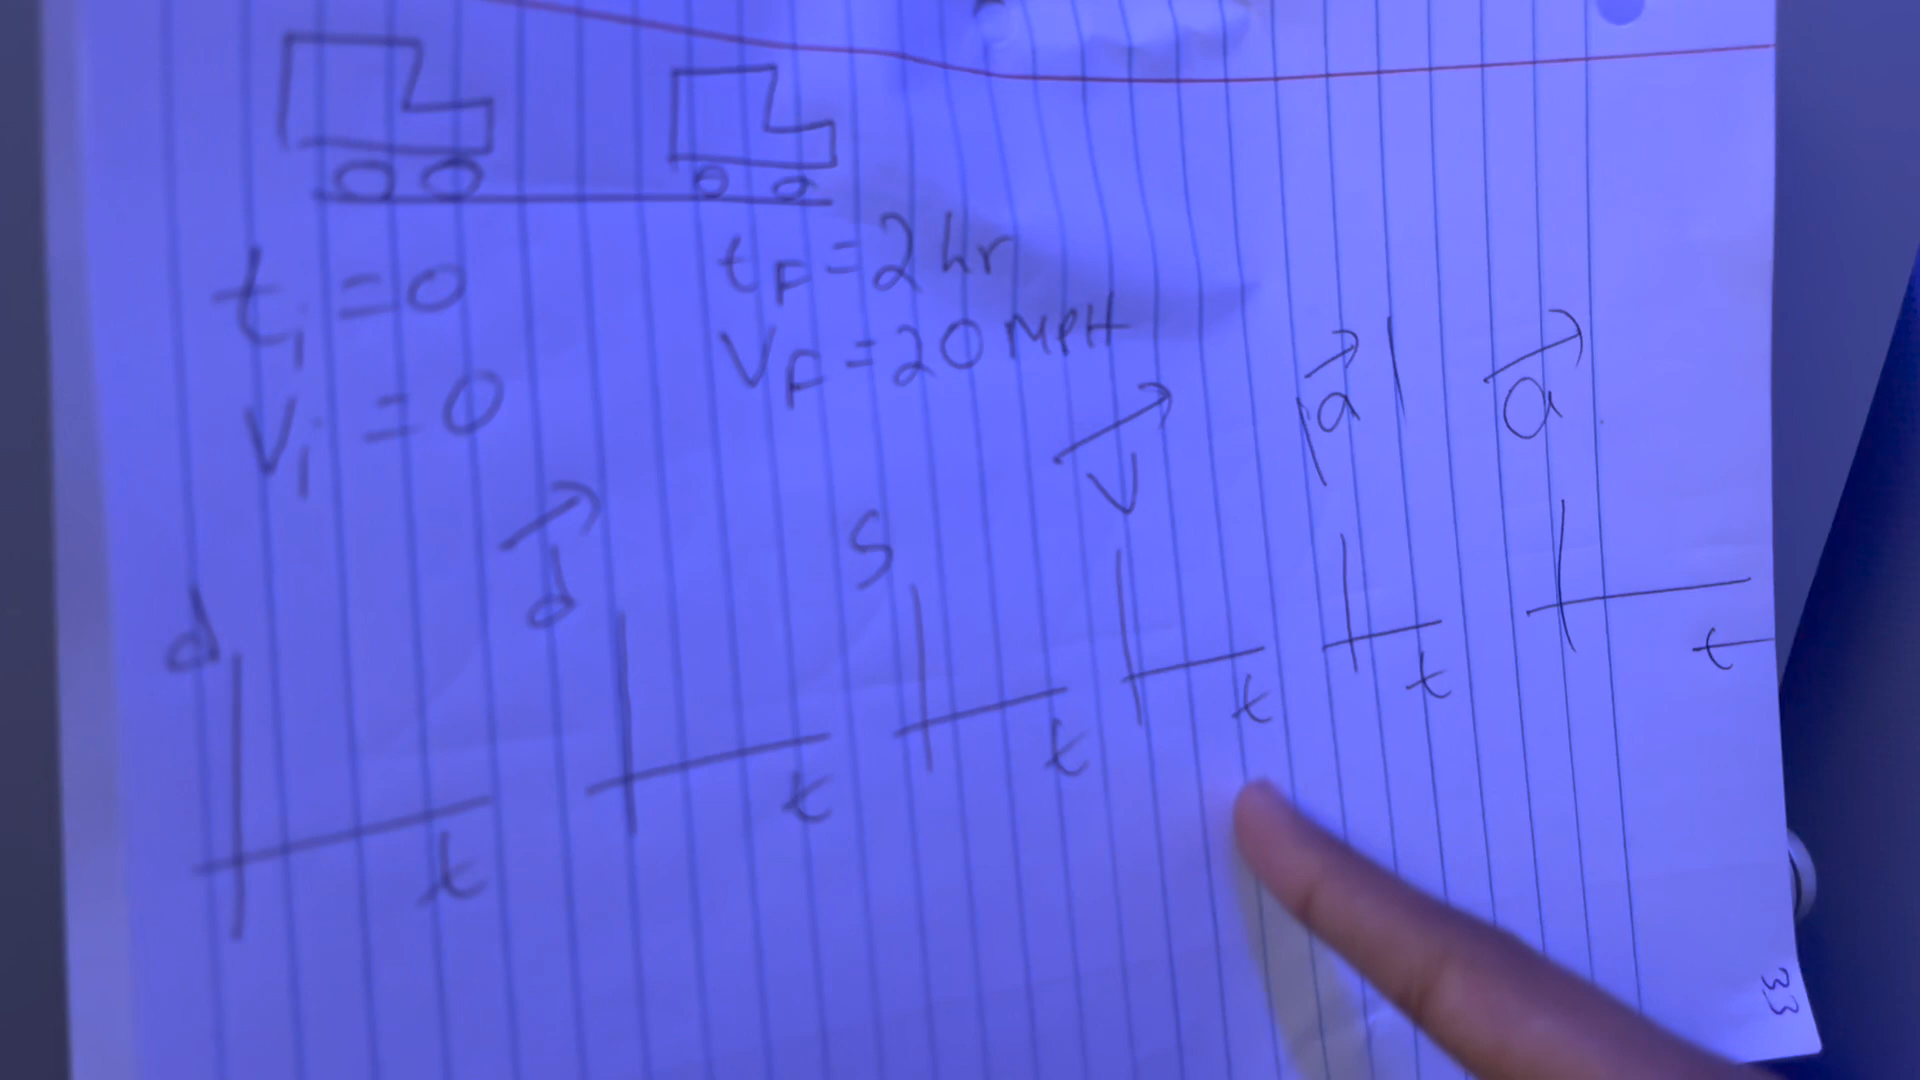 tᵢ = 0
tF = 2 hr
vᵢ = 0
VF = 20 MPH
d
t
d⃗
t
S
t
v⃗
t
|a⃗|
t
a⃗
t
33